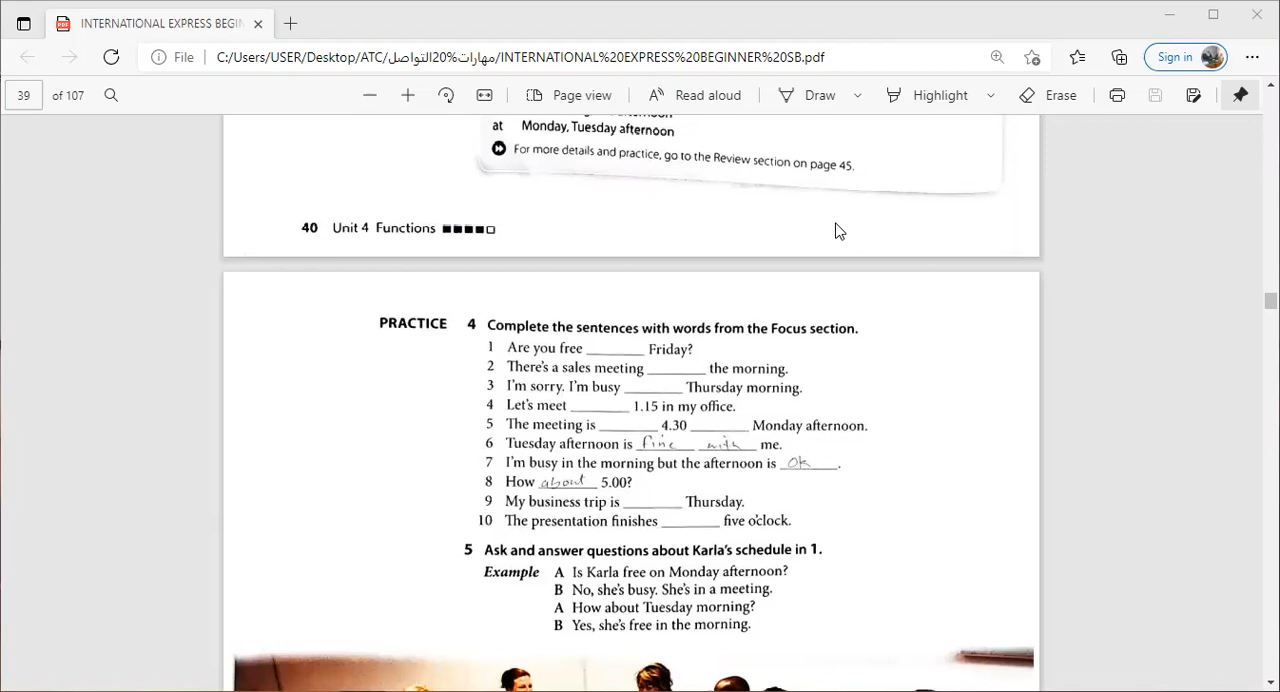 INTERNATIONAL EXPRESS BEGIN
File C:/Users/USER/Desktop/ATC/مهارات%20التواصل/INTERNATIONAL%20EXPRESS%20BEGINNER%20SB.pdf
Sign in
39 of 107
Page view
Read aloud
Draw
Highlight
Erase
at Monday, Tuesday afternoon
For more details and practice, go to the Review section on page 45.
40 Unit 4 Functions
PRACTICE 4 Complete the sentences with words from the Focus section.
1 Are you free ______ Friday?
2 There's a sales meeting ______ the morning.
3 I'm sorry. I'm busy ______ Thursday morning.
4 Let's meet ______ 1.15 in my office.
5 The meeting is ______ 4.30 ______ Monday afternoon.
6 Tuesday afternoon is fine with me.
7 I'm busy in the morning but the afternoon is ok.
8 How about 5.00?
9 My business trip is ______ Thursday.
10 The presentation finishes ______ five o'clock.
5 Ask and answer questions about Karla's schedule in 1.
Example A Is Karla free on Monday afternoon?
B No, she's busy. She's in a meeting.
A How about Tuesday morning?
B Yes, she's free in the morning.